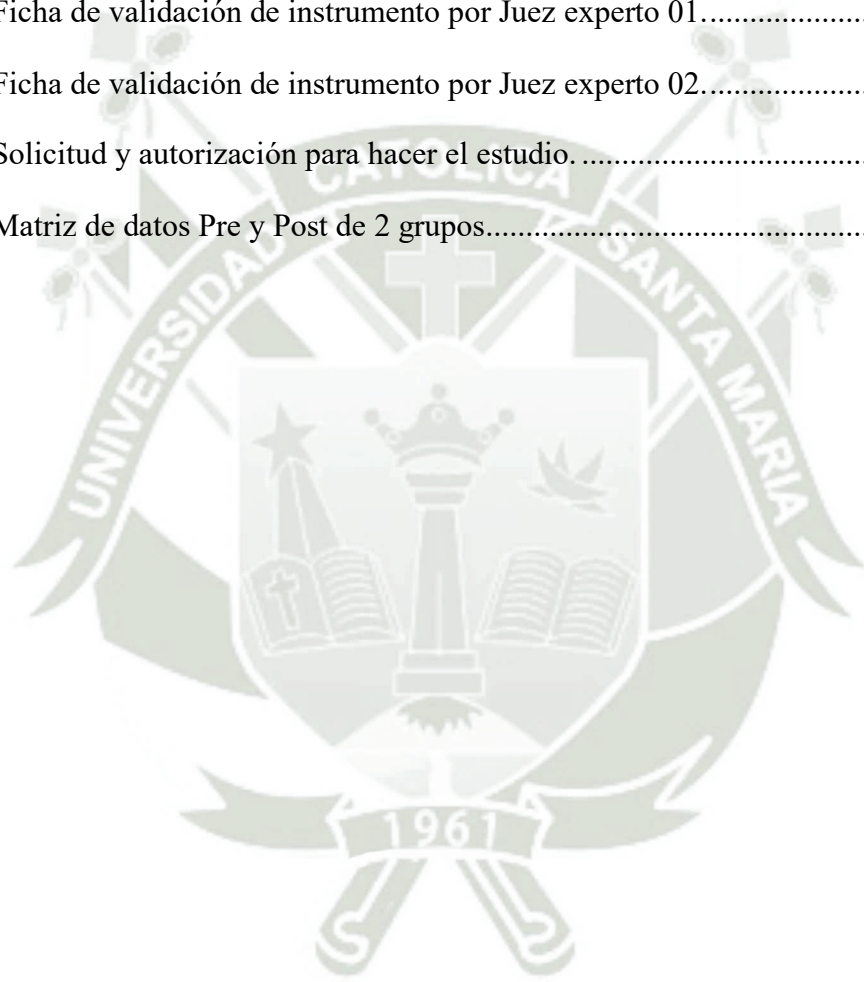 Ficha de validación de instrumento por Juez experto 01.....................
Ficha de validación de instrumento por Juez experto 02.....................
Solicitud y autorización para hacer el estudio. ....................................
Matriz de datos Pre y Post de 2 grupos................................................
UNIVERSIDAD CATOLICA SANTA MARIA
1961